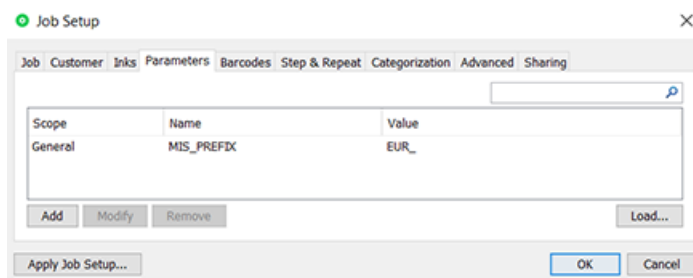 Job Setup
Job Customer Inks Parameters Barcodes Step & Repeat Categorization Advanced Sharing
Scope Name Value
General MIS_PREFIX EUR_
Add Modify Remove Load...
Apply Job Setup... OK Cancel